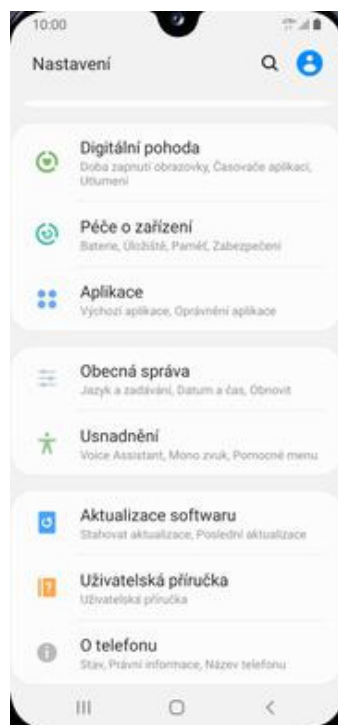 10:00
Nastavení
Digitální pohoda
Doba zapnutí obrazovky, Časovače aplikací,
Utlumení
Péče o zařízení
Baterie, Úložiště, Paměť, Zabezpečení
Aplikace
Výchozí aplikace, Oprávnění aplikace
Obecná správa
Jazyk a zadávání, Datum a čas, Obnovit
Usnadnění
Voice Assistant, Mono zvuk, Pomocné menu
Aktualizace softwaru
Stahovat aktualizace, Poslední aktualizace
Uživatelská příručka
Uživatelská příručka
O telefonu
Stav, Právní informace, Název telefonu